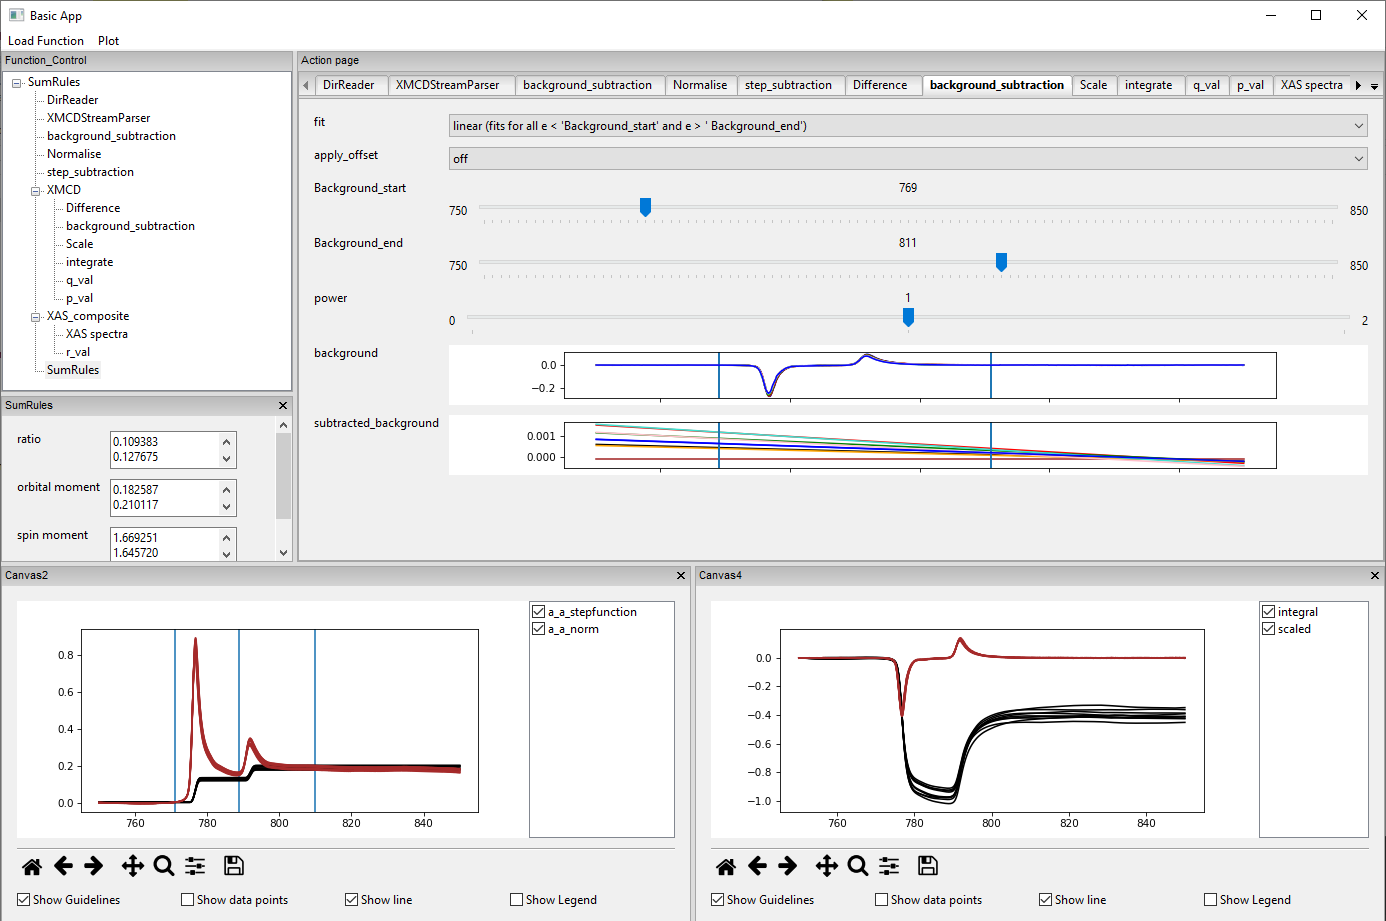 Basic App
Load Function Plot
Function_Control
SumRules
DirReader
XMCDStreamParser
background_subtraction
Normalise
step_subtraction
XMCD
Difference
background_subtraction
Scale
integrate
q_val
p_val
XAS_composite
XAS spectra
r_val
SumRules
SumRules
ratio
0.109383
0.127675
orbital moment
0.182587
0.210117
spin moment
1.669251
1.645720
Action page
DirReader XMCDStreamParser background_subtraction Normalise step_subtraction Difference background_subtraction Scale integrate q_val p_val XAS spectra
fit linear (fits for all e < 'Background_start' and e > ' Background_end')
apply_offset off
Background_start 769
750 850
Background_end 811
750 850
power 1
0 2
background
0.0
−0.2
subtracted_background
0.001
0.000
Canvas2
0.8
0.6
0.4
0.2
0.0
760 780 800 820 840
a_a_stepfunction
a_a_norm
Show Guidelines Show data points Show line Show Legend
Canvas4
0.0
−0.2
−0.4
−0.6
−0.8
−1.0
760 780 800 820 840
integral
scaled
Show Guidelines Show data points Show line Show Legend